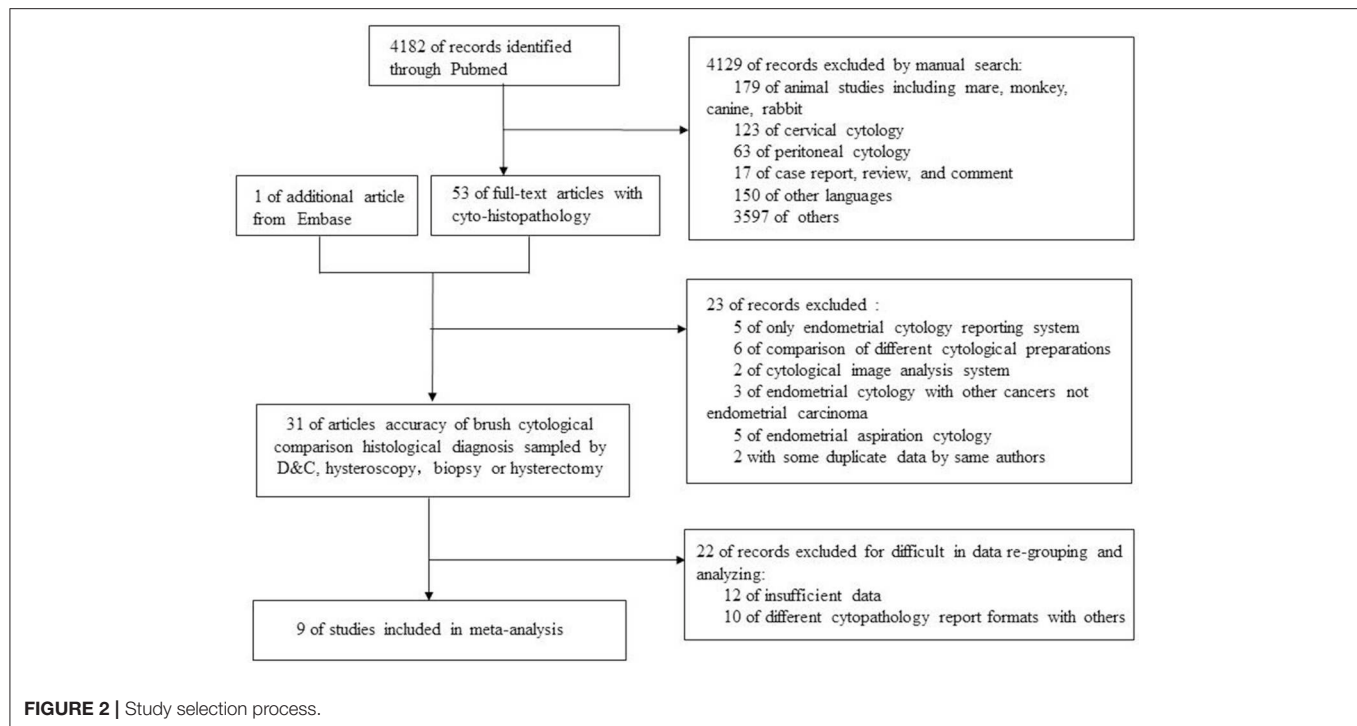 4182 of records identified
through Pubmed
4129 of records excluded by manual search:
179 of animal studies including mare, monkey,
canine, rabbit
123 of cervical cytology
63 of peritoneal cytology
17 of case report, review, and comment
150 of other languages
3597 of others
1 of additional article
from Embase
53 of full-text articles with
cyto-histopathology
23 of records excluded :
5 of only endometrial cytology reporting system
6 of comparison of different cytological preparations
2 of cytological image analysis system
3 of endometrial cytology with other cancers not
endometrial carcinoma
5 of endometrial aspiration cytology
2 with some duplicate data by same authors
31 of articles accuracy of brush cytological
comparison histological diagnosis sampled by
D&C, hysteroscopy，biopsy or hysterectomy
22 of records excluded for difficult in data re-grouping and
analyzing:
12 of insufficient data
10 of different cytopathology report formats with others
9 of studies included in meta-analysis
FIGURE 2 | Study selection process.